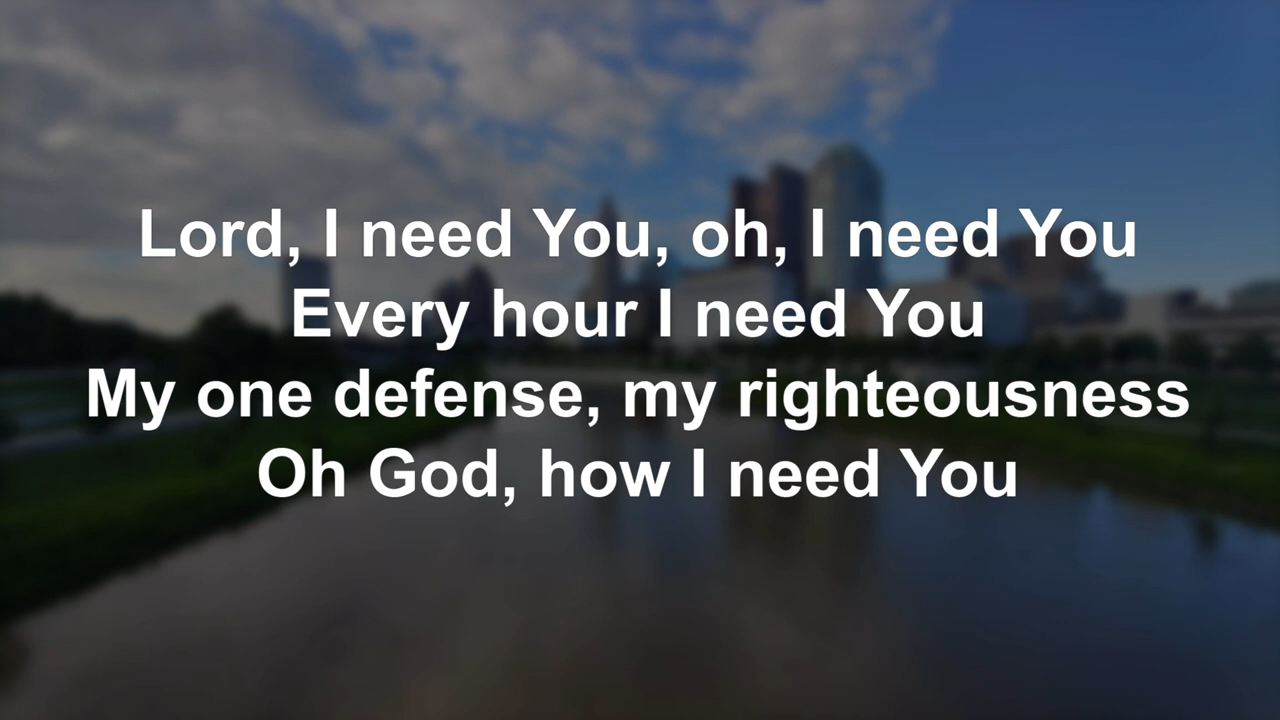 Lord, I need You, oh, I need You
Every hour I need You
My one defense, my righteousness
Oh God, how I need You